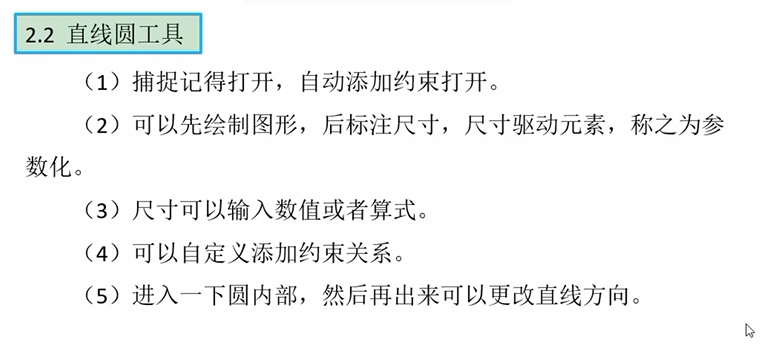 2.2 直线圆工具
（1）捕捉记得打开，自动添加约束打开。
（2）可以先绘制图形，后标注尺寸，尺寸驱动元素，称之为参
数化。
（3）尺寸可以输入数值或者算式。
（4）可以自定义添加约束关系。
（5）进入一下圆内部，然后再出来可以更改直线方向。